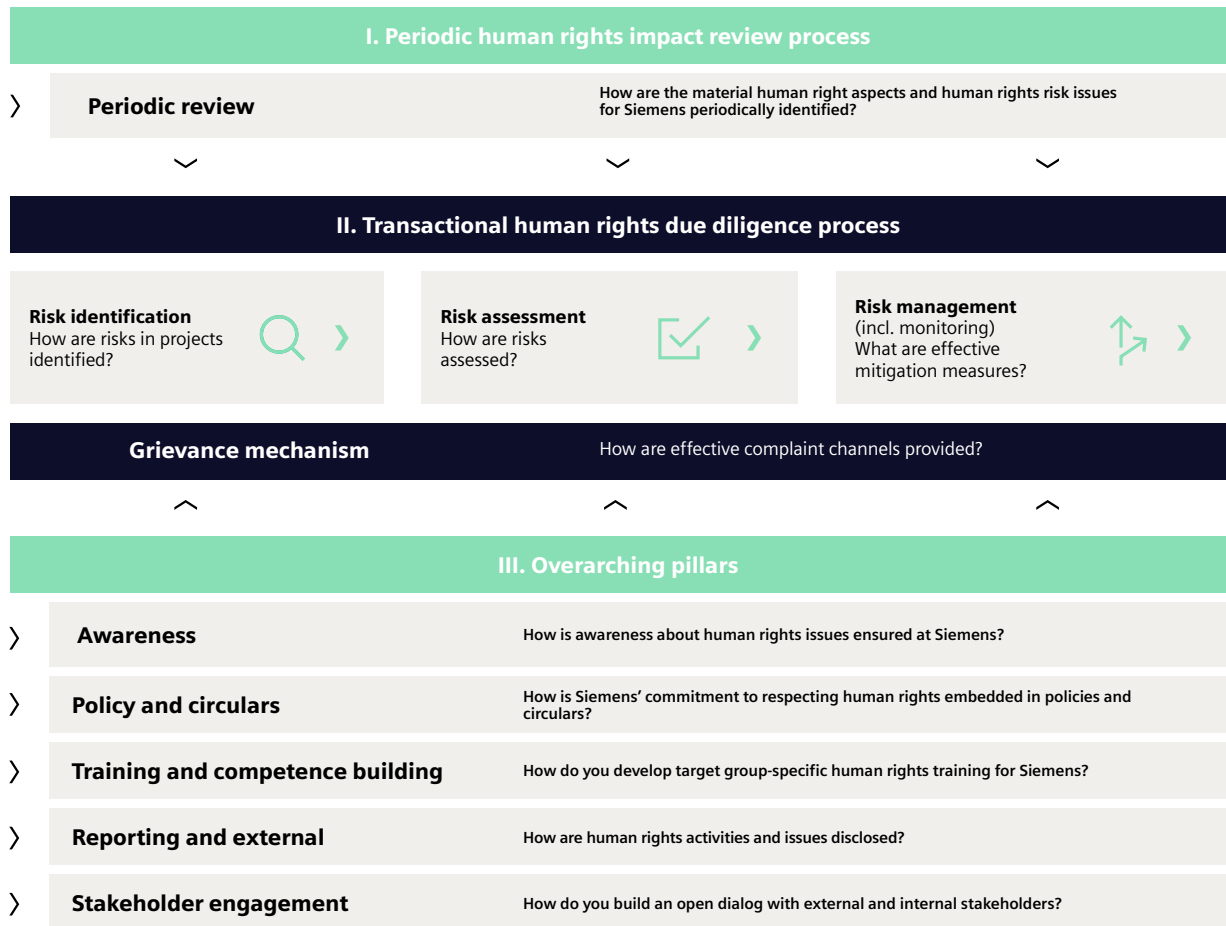 I. Periodic human rights impact review process
Periodic review
How are the material human right aspects and human rights risk issues
for Siemens periodically identified?
II. Transactional human rights due diligence process
Risk identification
How are risks in projects
identified?
Risk assessment
How are risks
assessed?
Risk management
(incl. monitoring)
What are effective
mitigation measures?
Grievance mechanism
How are effective complaint channels provided?
III. Overarching pillars
Awareness
How is awareness about human rights issues ensured at Siemens?
Policy and circulars
How is Siemens’ commitment to respecting human rights embedded in policies and
circulars?
Training and competence building
How do you develop target group-specific human rights training for Siemens?
Reporting and external
How are human rights activities and issues disclosed?
Stakeholder engagement
How do you build an open dialog with external and internal stakeholders?